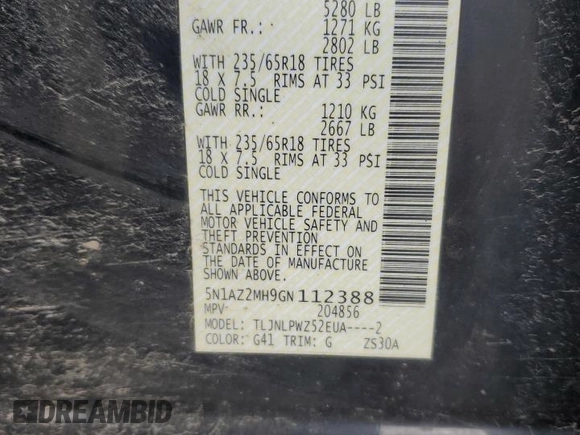 5280 LB
GAWR FR.: 1271 KG
2802 LB
WITH 235/65R18 TIRES
18 X 7.5 RIMS AT 33 PSI
COLD SINGLE
GAWR RR.: 1210 KG
2667 LB
WITH 235/65R18 TIRES
18 X 7.5 RIMS AT 33 PSI
COLD SINGLE
THIS VEHICLE CONFORMS TO
ALL APPLICABLE FEDERAL
MOTOR VEHICLE SAFETY AND
THEFT PREVENTION
STANDARDS IN EFFECT ON
THE DATE OF MANUFACTURE
SHOWN ABOVE.
5N1AZ2MH9GN112388
MPV 204856
MODEL: TLJNLPWZ52EUA----2
COLOR: G41 TRIM: G ZS30A
DREAMBID